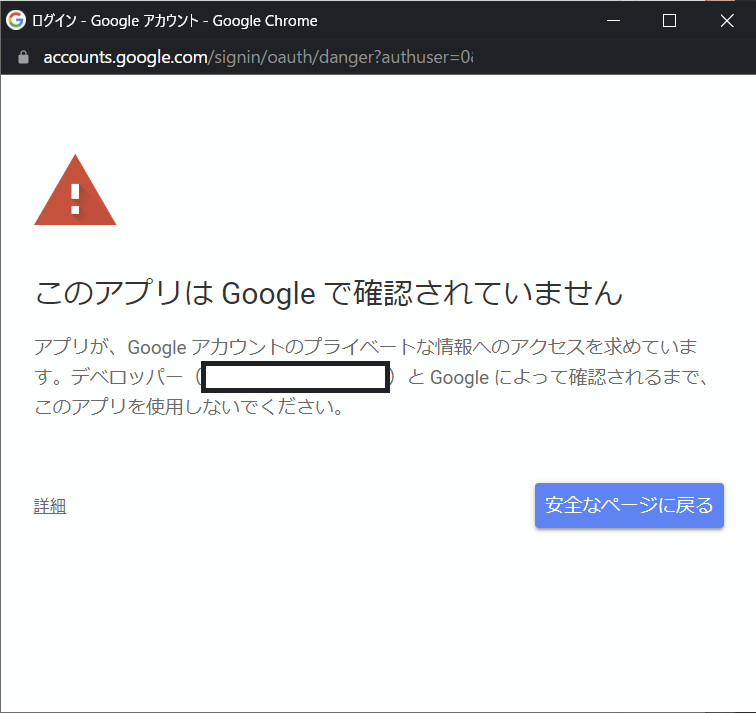 ログイン - Google アカウント - Google Chrome
accounts.google.com/signin/oauth/danger?authuser=0&
このアプリは Google で確認されていません
アプリが、Google アカウントのプライベートな情報へのアクセスを求めていま
す。デベロッパー（ ）と Google によって確認されるまで、
このアプリを使用しないでください。
詳細
安全なページに戻る